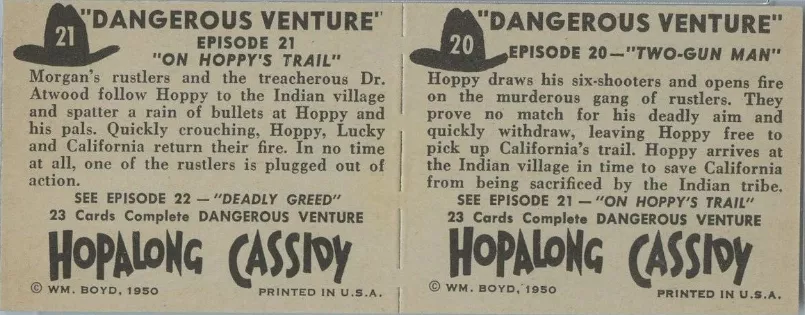 21
"DANGEROUS VENTURE"
EPISODE 21
"ON HOPPY'S TRAIL"
Morgan's rustlers and the treacherous Dr.
Atwood follow Hoppy to the Indian village
and spatter a rain of bullets at Hoppy and
his pals. Quickly crouching, Hoppy, Lucky
and California return their fire. In no time
at all, one of the rustlers is plugged out of
action.
SEE EPISODE 22 — "DEADLY GREED"
23 Cards Complete DANGEROUS VENTURE
HOPALONG CASSIDY
© WM. BOYD, 1950
PRINTED IN U.S.A.
20
"DANGEROUS VENTURE"
EPISODE 20—"TWO-GUN MAN"
Hoppy draws his six-shooters and opens fire
on the murderous gang of rustlers. They
prove no match for his deadly aim and
quickly withdraw, leaving Hoppy free to
pick up California's trail. Hoppy arrives at
the Indian village in time to save California
from being sacrificed by the Indian tribe.
SEE EPISODE 21 — "ON HOPPY'S TRAIL"
23 Cards Complete DANGEROUS VENTURE
HOPALONG CASSIDY
© WM. BOYD, 1950
PRINTED IN U.S.A.